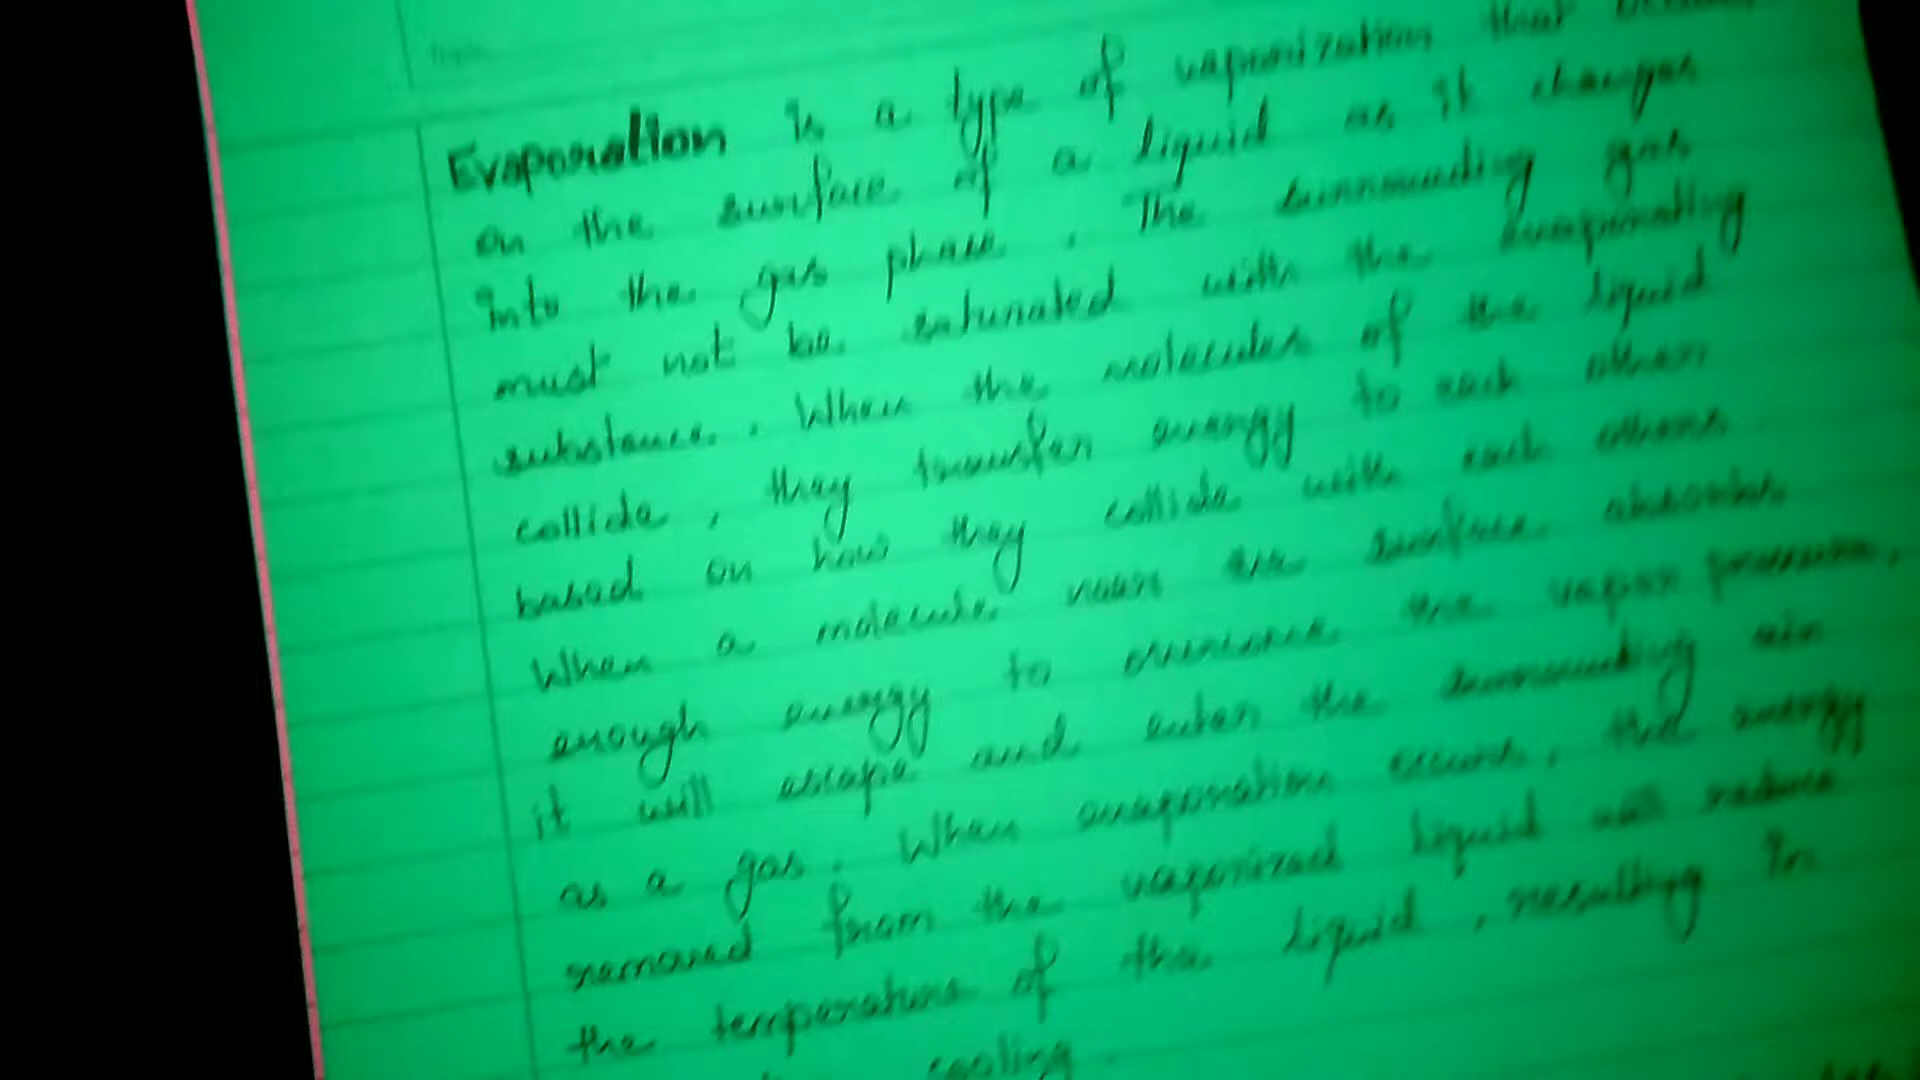 Evaporation is a type of vaporization that
on the surface of a liquid as it changes
into the gas phase. The surrounding gas
must not be saturated with the evaporating
substance. When the molecules of the liquid
collide, they transfer energy to each other
based on how they collide with each others.
When a molecule near the surface absorbs
enough energy to overcome the vapor pressure,
it will escape and enter the surrounding air
as a gas. When evaporation occurs, the energy
removed from the vaporized liquid will reduce
the temperature of the liquid, resulting in
cooling.